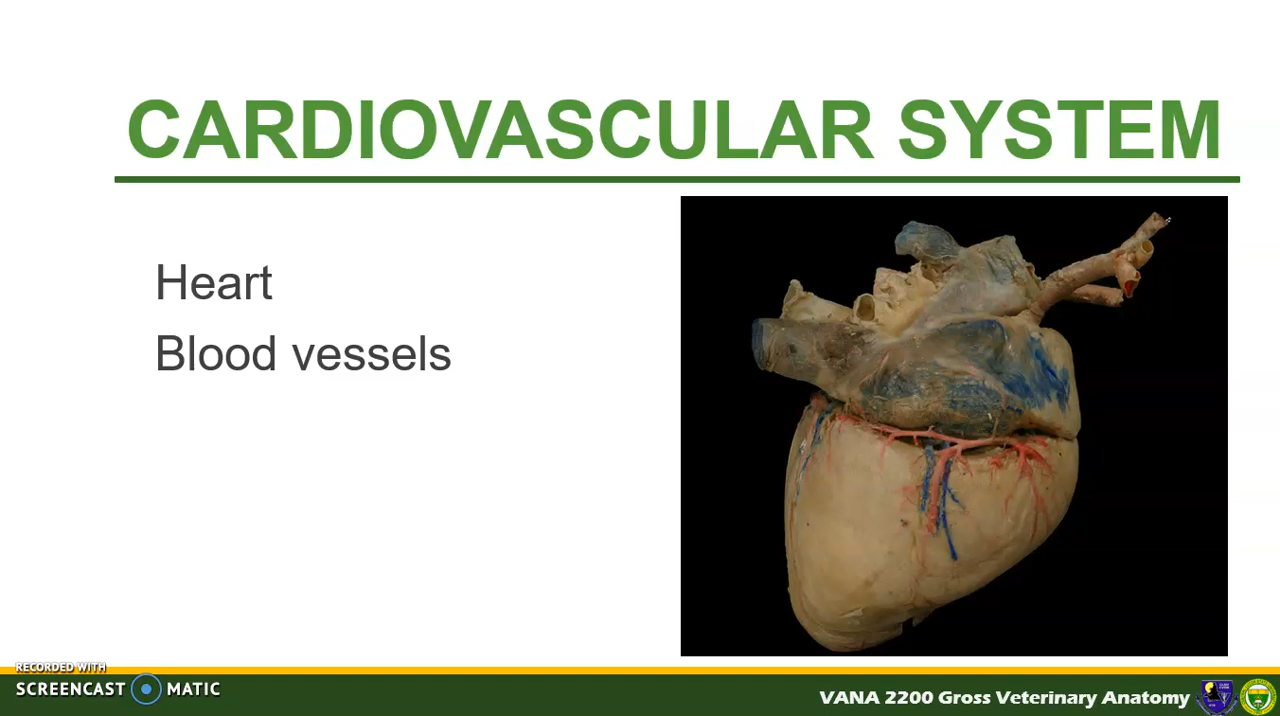 CARDIOVASCULAR SYSTEM
Heart
Blood vessels
RECORDED WITH
SCREENCAST MATIC
VANA 2200 Gross Veterinary Anatomy